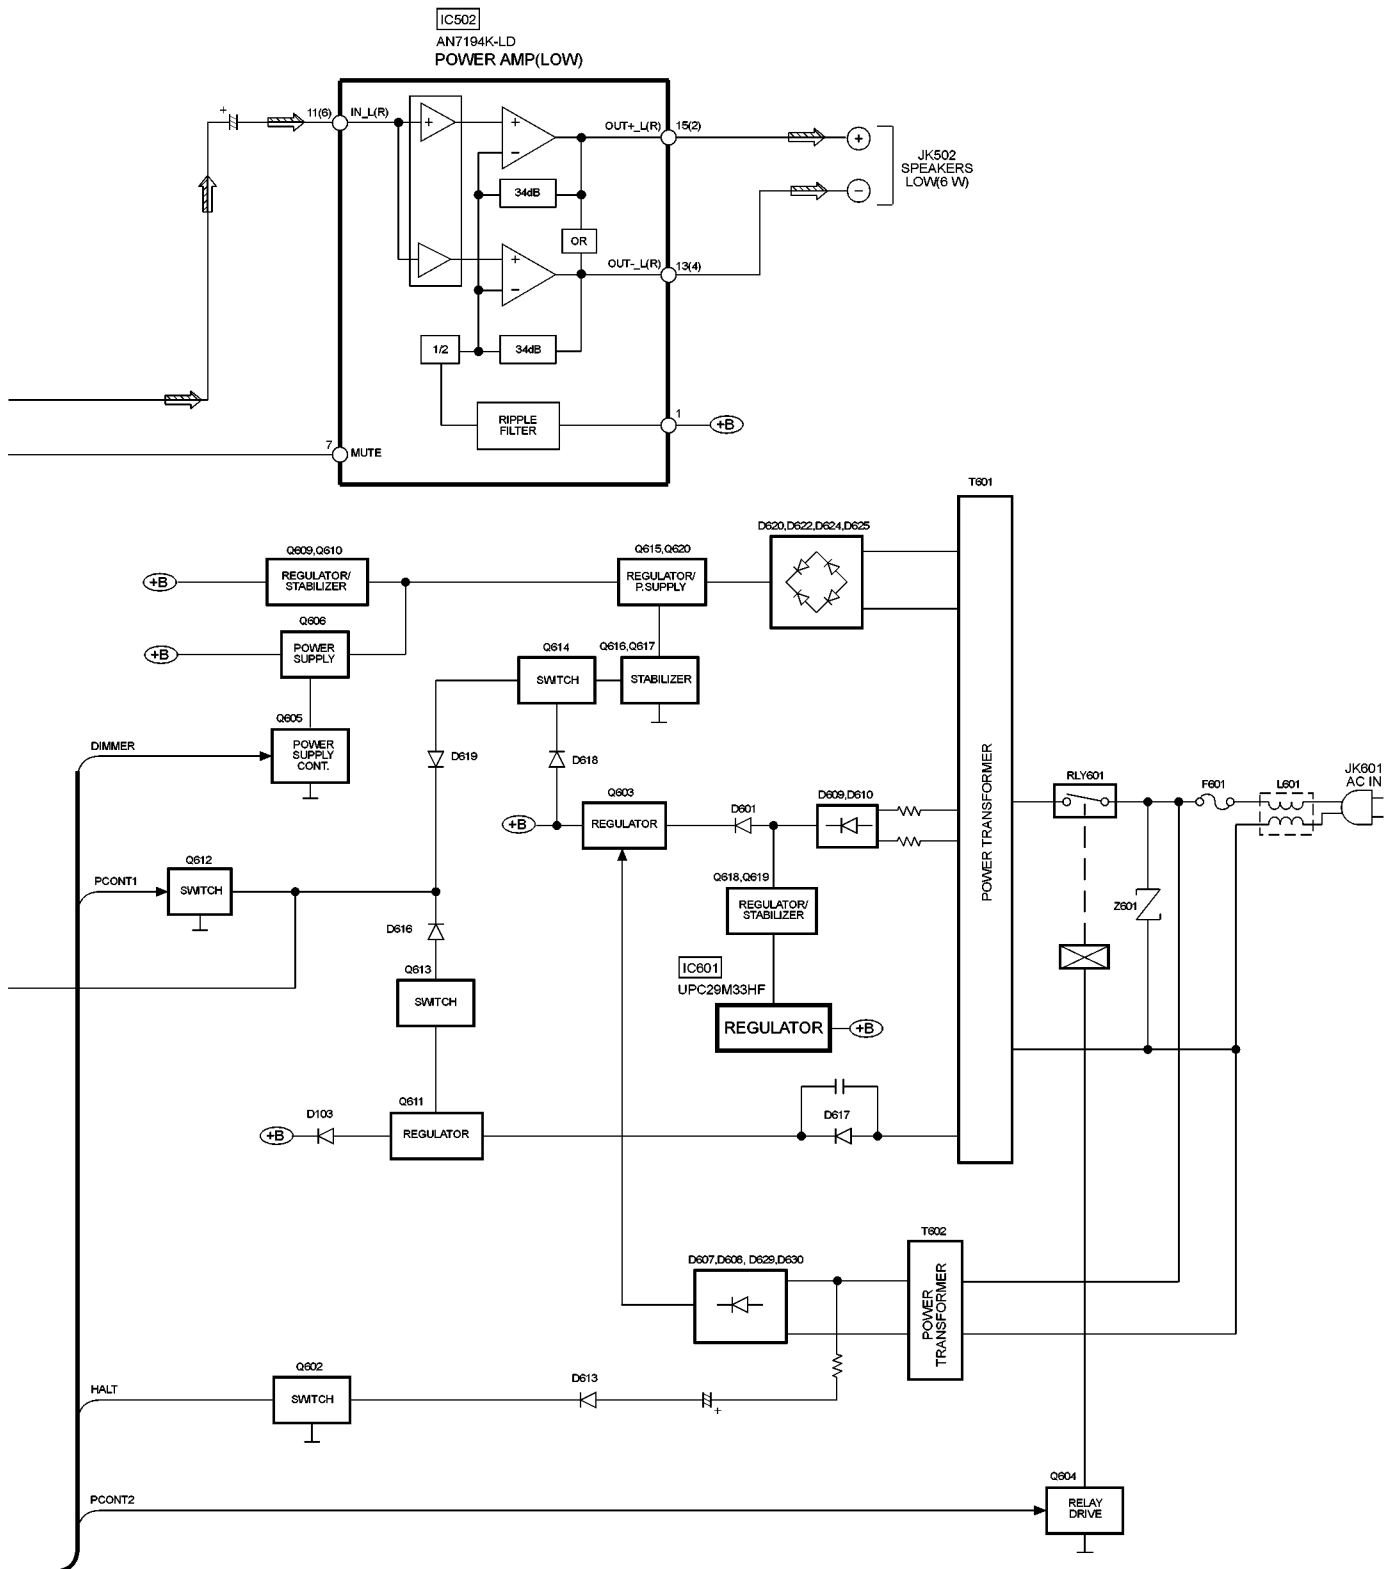 IC502
AN7194K-LD
POWER AMP(LOW)
+
11(6)
IN_L(R)
+
+
−
34dB
OR
+
−
34dB
1/2
RIPPLE
FILTER
OUT+_L(R)
15(2)
OUT-_L(R)
13(4)
1
+B
7
MUTE
+
−
JK502
SPEAKERS
LOW(6 W)
T601
POWER TRANSFORMER
D620,D622,D624,D625
Q609,Q610
REGULATOR/
STABILIZER
+B
Q615,Q620
REGULATOR/
P.SUPPLY
Q606
POWER
SUPPLY
+B
Q614
SWITCH
Q616,Q617
STABILIZER
Q605
POWER
SUPPLY
CONT.
DIMMER
D619
D618
Q603
REGULATOR
+B
D601
D609,D610
RLY601
F601
L601
JK601
AC IN
Q612
SWITCH
PCONT1
Q618,Q619
REGULATOR/
STABILIZER
Z601
D616
Q613
SWITCH
IC601
UPC29M33HF
REGULATOR
+B
Q611
REGULATOR
D103
+B
D617
T602
POWER
TRANSFORMER
D607,D608, D629,D630
Q602
SWITCH
HALT
D613
+
Q604
RELAY
DRIVE
PCONT2